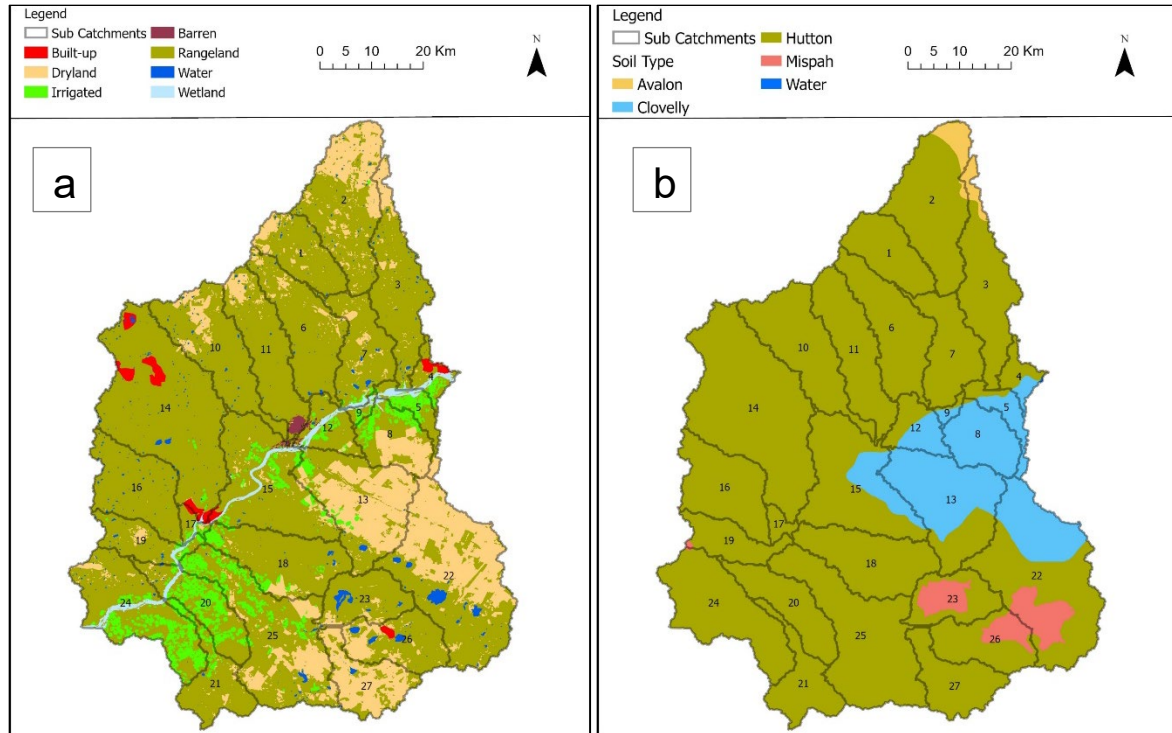 Legend
Sub Catchments
Built-up
Dryland
Irrigated
Barren
Rangeland
Water
Wetland
0 5 10 20 Km
N
a
2
1
3
6
10
11
7
4
14
9
5
12
8
15
13
16
17
19
18
22
24
20
23
25
26
21
27
Legend
Sub Catchments
Soil Type
Avalon
Clovelly
Hutton
Mispah
Water
0 5 10 20 Km
N
b
2
1
3
6
10
11
7
4
14
9
5
12
8
15
13
16
17
19
18
22
24
20
23
25
26
21
27